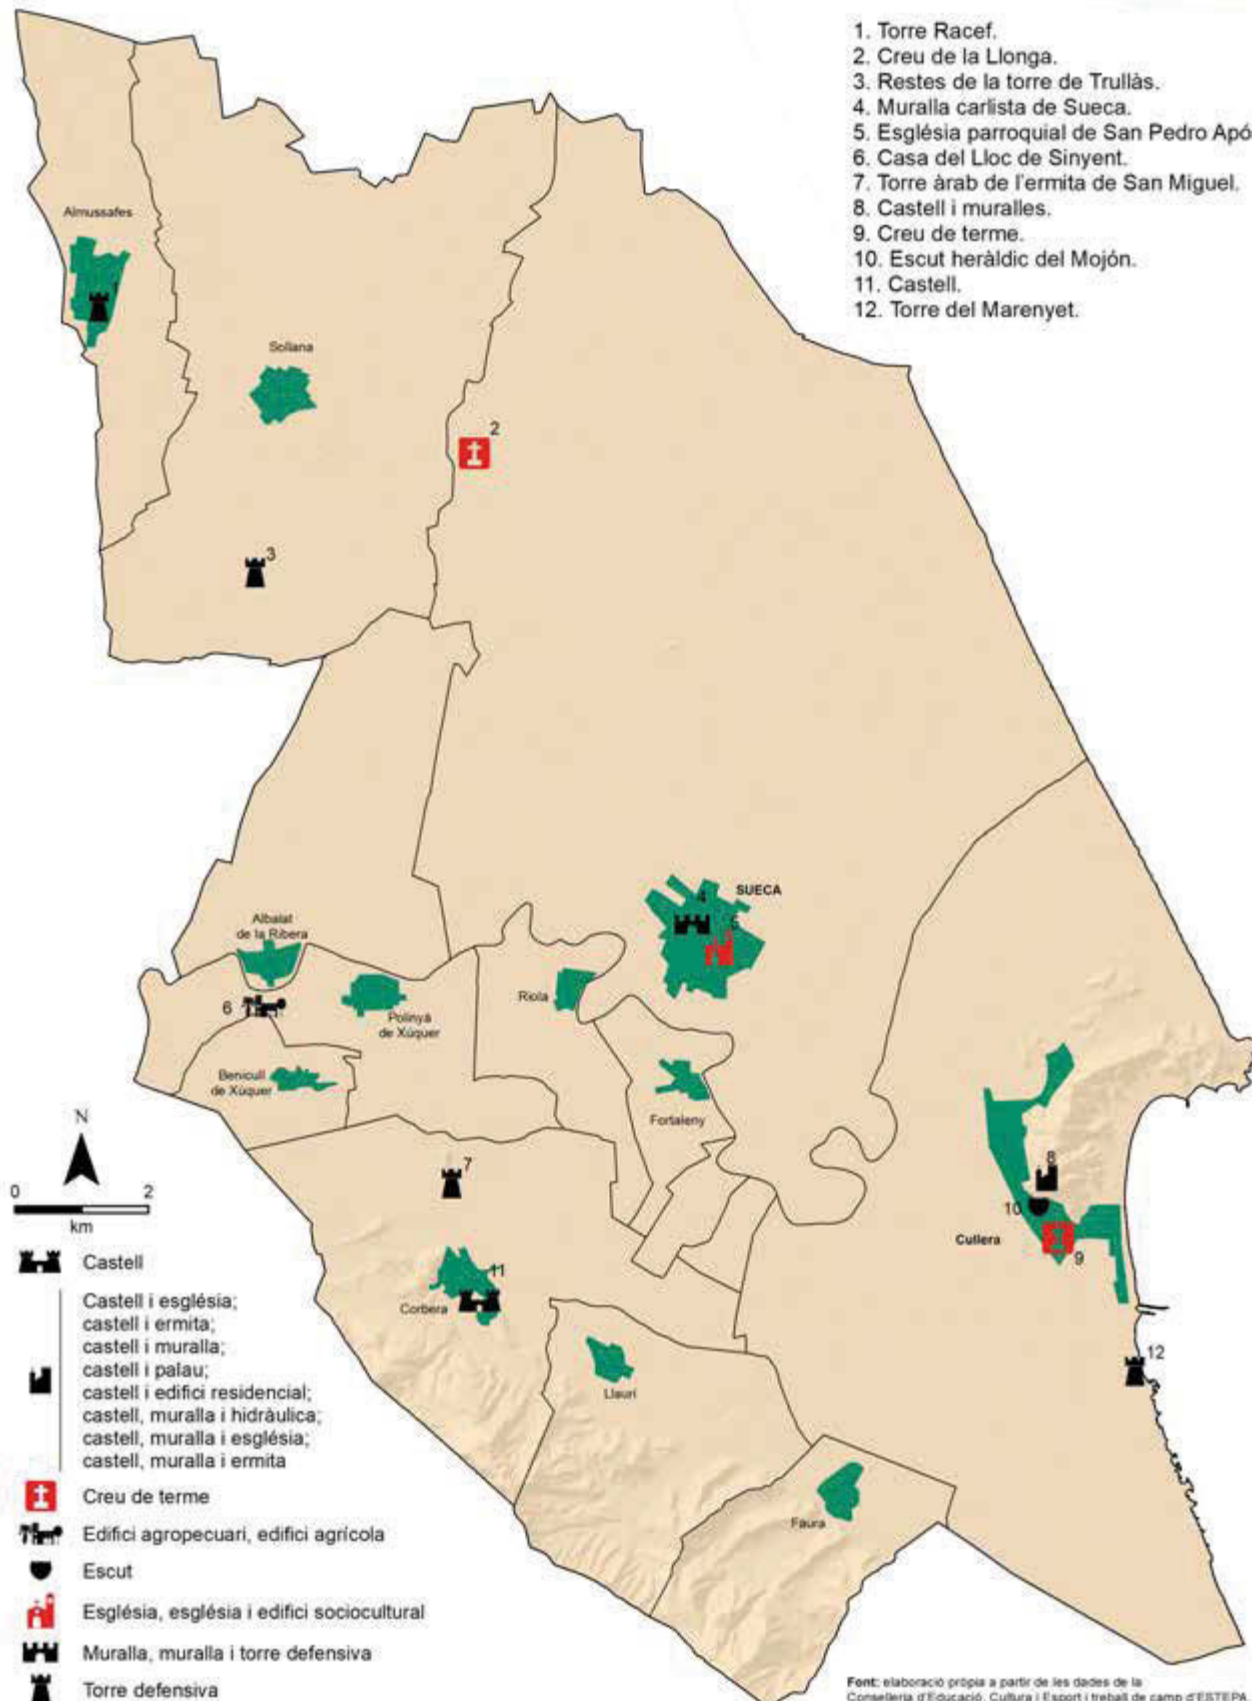 1. Torre Racef.
2. Creu de la Llonga.
3. Restes de la torre de Trullàs.
4. Muralla carlista de Sueca.
5. Església parroquial de San Pedro Apó
6. Casa del Lloc de Sinyent.
7. Torre àrab de l'ermita de San Miguel.
8. Castell i muralles.
9. Creu de terme.
10. Escut heràldic del Mojón.
11. Castell.
12. Torre del Marenyet.
Almussafes
1
Sollana
2
3
SUECA
4
5
Albalat
de la Ribera
6
Polinyà
de Xúquer
Riola
Benicull
de Xúquer
Fortaleny
7
8
10
Cullera
9
11
Corbera
Llaurí
12
Faura
N
0 2
km
Castell
Castell i església;
castell i ermita;
castell i muralla;
castell i palau;
castell i edifici residencial;
castell, muralla i hidràulica;
castell, muralla i església;
castell, muralla i ermita
Creu de terme
Edifici agropecuari, edifici agrícola
Escut
Església, església i edifici sociocultural
Muralla, muralla i torre defensiva
Torre defensiva
Font: elaboració pròpia a partir de les dades de la
Conselleria d'Educació, Cultura i Esport i treball de camp d'ESTEPA